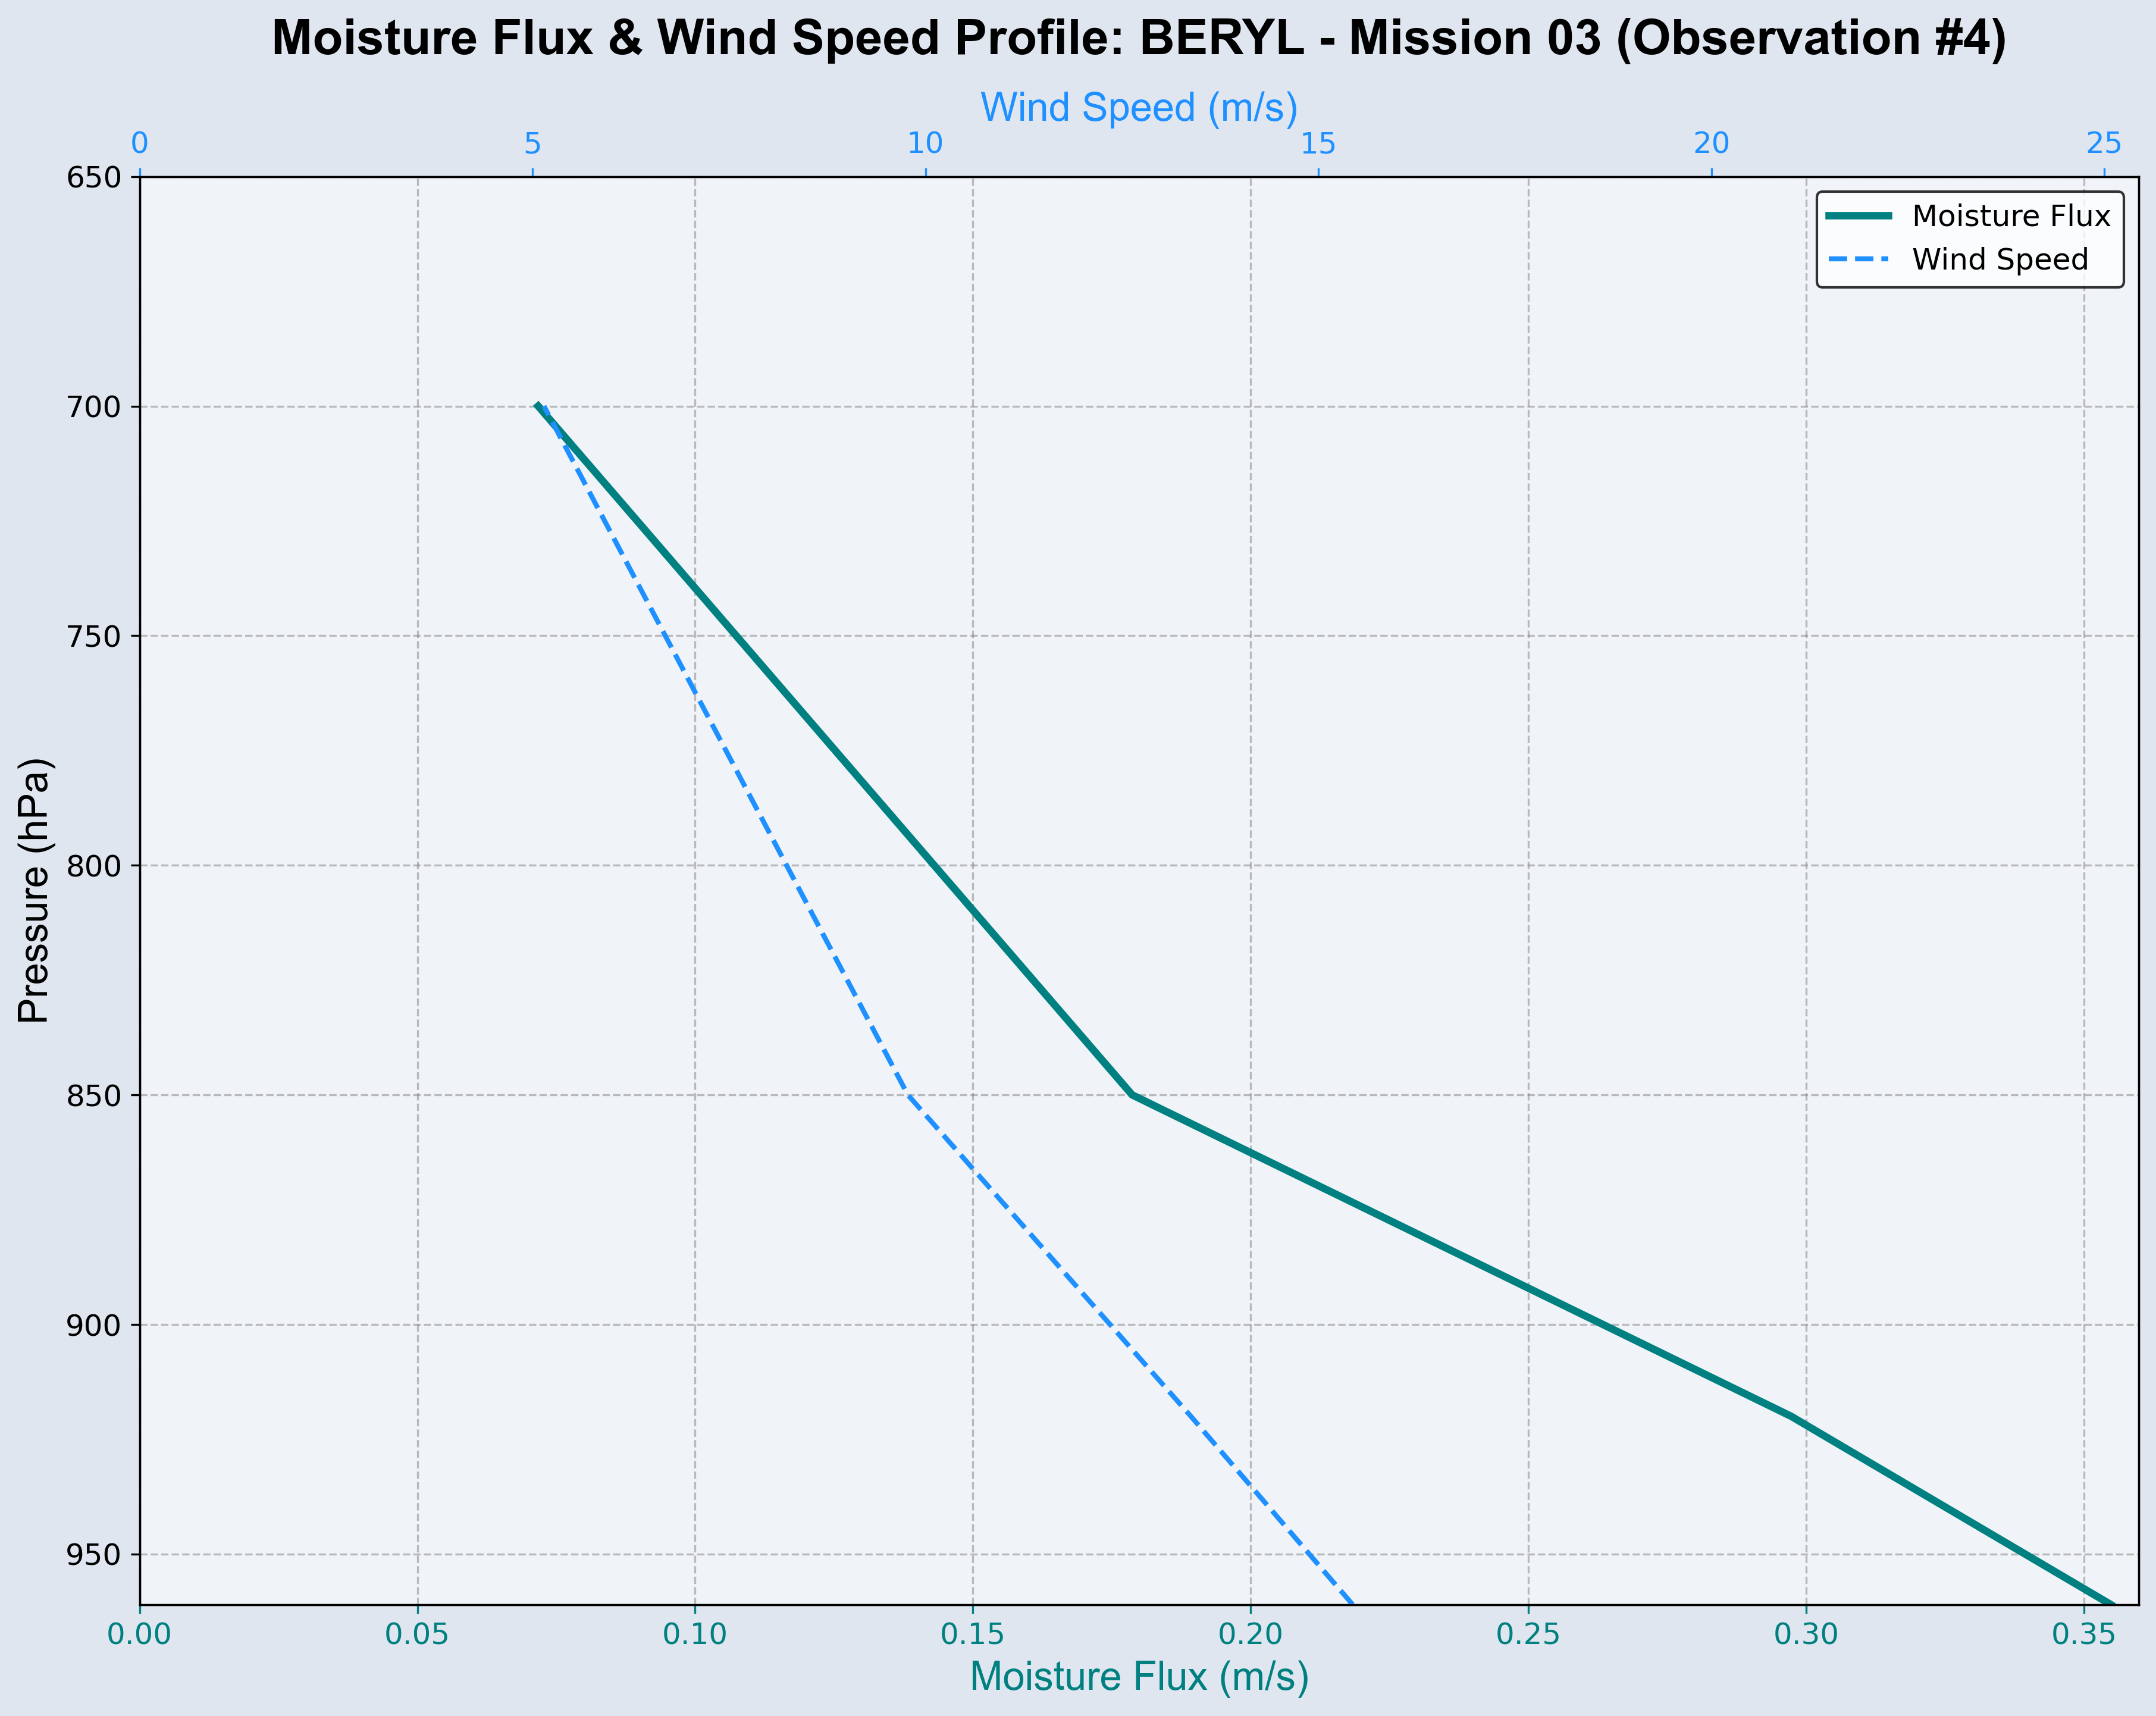 Moisture Flux & Wind Speed Profile: BERYL - Mission 03 (Observation #4)
Wind Speed (m/s)
0 5 10 15 20 25
Moisture Flux
Wind Speed
Pressure (hPa)
650
700
750
800
850
900
950
0.00 0.05 0.10 0.15 0.20 0.25 0.30 0.35
Moisture Flux (m/s)